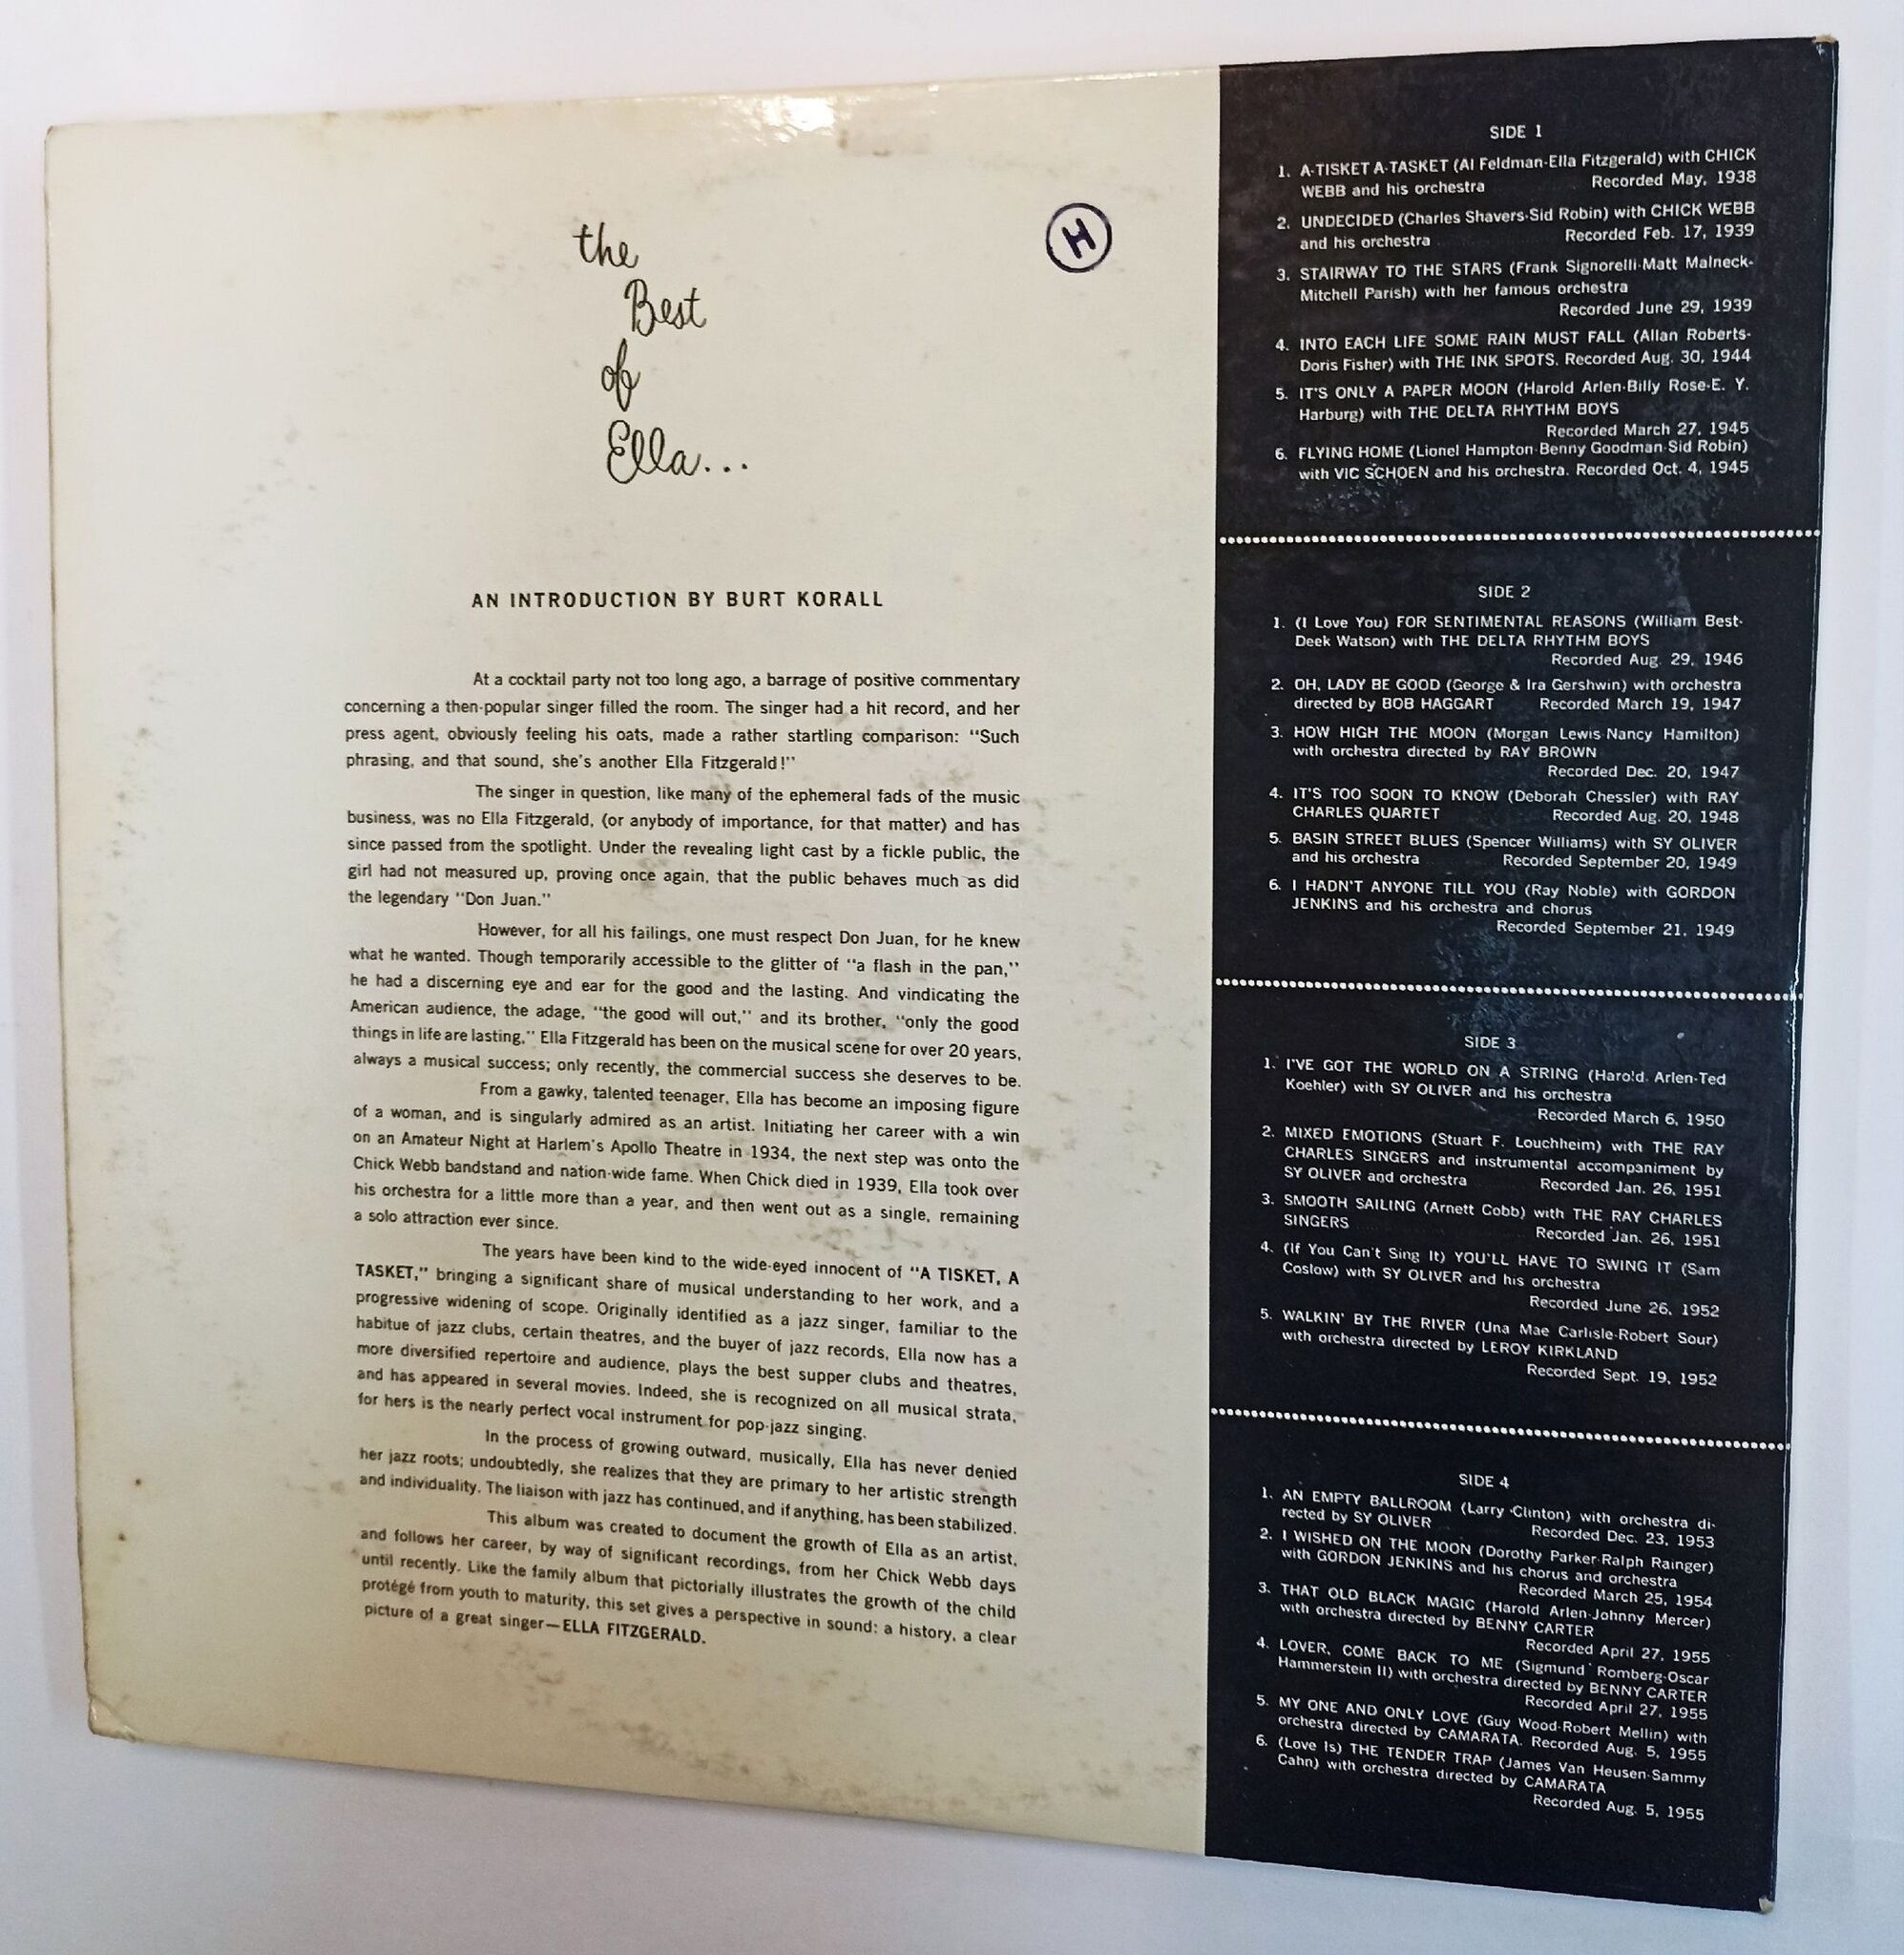 the
Best
of
Ella...
H
AN INTRODUCTION BY BURT KORALL
At a cocktail party not too long ago, a barrage of positive commentary
concerning a then-popular singer filled the room. The singer had a hit record, and her
press agent, obviously feeling his oats, made a rather startling comparison: "Such
phrasing, and that sound, she's another Ella Fitzgerald!"
The singer in question, like many of the ephemeral fads of the music
business, was no Ella Fitzgerald, (or anybody of importance, for that matter) and has
since passed from the spotlight. Under the revealing light cast by a fickle public, the
girl had not measured up, proving once again, that the public behaves much as did
the legendary "Don Juan."
However, for all his failings, one must respect Don Juan, for he knew
what he wanted. Though temporarily accessible to the glitter of "a flash in the pan,"
he had a discerning eye and ear for the good and the lasting. And vindicating the
American audience, the adage, "the good will out," and its brother, "only the good
things in life are lasting," Ella Fitzgerald has been on the musical scene for over 20 years,
always a musical success; only recently, the commercial success she deserves to be.
From a gawky, talented teenager, Ella has become an imposing figure
of a woman, and is singularly admired as an artist. Initiating her career with a win
on an Amateur Night at Harlem's Apollo Theatre in 1934, the next step was onto the
Chick Webb bandstand and nation-wide fame. When Chick died in 1939, Ella took over
his orchestra for a little more than a year, and then went out as a single, remaining
a solo attraction ever since.
The years have been kind to the wide-eyed innocent of "A TISKET, A
TASKET," bringing a significant share of musical understanding to her work, and a
progressive widening of scope. Originally identified as a jazz singer, familiar to the
habitue of jazz clubs, certain theatres, and the buyer of jazz records, Ella now has a
more diversified repertoire and audience, plays the best supper clubs and theatres,
and has appeared in several movies. Indeed, she is recognized on all musical strata,
for hers is the nearly perfect vocal instrument for pop-jazz singing.
In the process of growing outward, musically, Ella has never denied
her jazz roots; undoubtedly, she realizes that they are primary to her artistic strength
and individuality. The liaison with jazz has continued, and if anything, has been stabilized.
This album was created to document the growth of Ella as an artist,
and follows her career, by way of significant recordings, from her Chick Webb days
until recently. Like the family album that pictorially illustrates the growth of the child
protégé from youth to maturity, this set gives a perspective in sound: a history, a clear
picture of a great singer—ELLA FITZGERALD.
SIDE 1
1. A-TISKET A-TASKET (Al Feldman-Ella Fitzgerald) with CHICK
WEBB and his orchestra Recorded May, 1938
2. UNDECIDED (Charles Shavers-Sid Robin) with CHICK WEBB
and his orchestra Recorded Feb. 17, 1939
3. STAIRWAY TO THE STARS (Frank Signorelli-Matt Malneck-
Mitchell Parish) with her famous orchestra
Recorded June 29, 1939
4. INTO EACH LIFE SOME RAIN MUST FALL (Allan Roberts-
Doris Fisher) with THE INK SPOTS. Recorded Aug. 30, 1944
5. IT'S ONLY A PAPER MOON (Harold Arlen-Billy Rose-E. Y.
Harburg) with THE DELTA RHYTHM BOYS
Recorded March 27, 1945
6. FLYING HOME (Lionel Hampton-Benny Goodman-Sid Robin)
with VIC SCHOEN and his orchestra. Recorded Oct. 4, 1945
SIDE 2
1. (I Love You) FOR SENTIMENTAL REASONS (William Best-
Deek Watson) with THE DELTA RHYTHM BOYS
Recorded Aug. 29, 1946
2. OH, LADY BE GOOD (George & Ira Gershwin) with orchestra
directed by BOB HAGGART Recorded March 19, 1947
3. HOW HIGH THE MOON (Morgan Lewis-Nancy Hamilton)
with orchestra directed by RAY BROWN
Recorded Dec. 20, 1947
4. IT'S TOO SOON TO KNOW (Deborah Chessler) with RAY
CHARLES QUARTET Recorded Aug. 20, 1948
5. BASIN STREET BLUES (Spencer Williams) with SY OLIVER
and his orchestra Recorded September 20, 1949
6. I HADN'T ANYONE TILL YOU (Ray Noble) with GORDON
JENKINS and his orchestra and chorus
Recorded September 21, 1949
SIDE 3
1. I'VE GOT THE WORLD ON A STRING (Harold Arlen-Ted
Koehler) with SY OLIVER and his orchestra
Recorded March 6, 1950
2. MIXED EMOTIONS (Stuart F. Louchheim) with THE RAY
CHARLES SINGERS and instrumental accompaniment by
SY OLIVER and orchestra Recorded Jan. 26, 1951
3. SMOOTH SAILING (Arnett Cobb) with THE RAY CHARLES
SINGERS Recorded Jan. 26, 1951
4. (If You Can't Sing It) YOU'LL HAVE TO SWING IT (Sam
Coslow) with SY OLIVER and his orchestra
Recorded June 26, 1952
5. WALKIN' BY THE RIVER (Una Mae Carlisle-Robert Sour)
with orchestra directed by LEROY KIRKLAND
Recorded Sept. 19, 1952
SIDE 4
1. AN EMPTY BALLROOM (Larry Clinton) with orchestra di-
rected by SY OLIVER Recorded Dec. 23, 1953
2. I WISHED ON THE MOON (Dorothy Parker-Ralph Rainger)
with GORDON JENKINS and his chorus and orchestra
Recorded March 25, 1954
3. THAT OLD BLACK MAGIC (Harold Arlen-Johnny Mercer)
with orchestra directed by BENNY CARTER
Recorded April 27, 1955
4. LOVER, COME BACK TO ME (Sigmund Romberg-Oscar
Hammerstein II) with orchestra directed by BENNY CARTER
Recorded April 27, 1955
5. MY ONE AND ONLY LOVE (Guy Wood-Robert Mellin) with
orchestra directed by CAMARATA. Recorded Aug. 5, 1955
6. (Love Is) THE TENDER TRAP (James Van Heusen-Sammy
Cahn) with orchestra directed by CAMARATA
Recorded Aug. 5, 1955